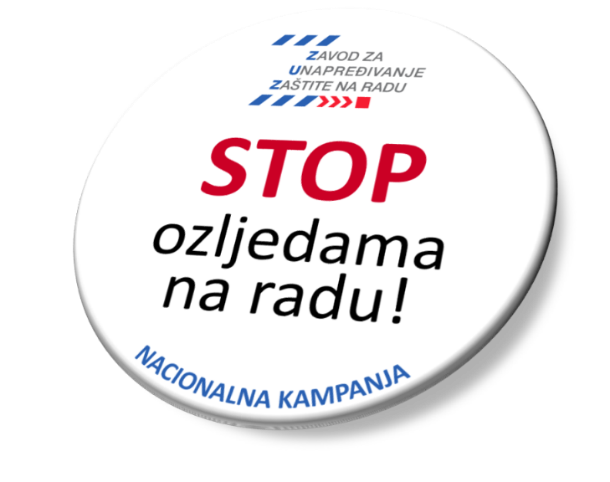 ZAVOD ZA
UNAPREĐIVANJE
ZAŠTITE NA RADU
STOP
ozljedama
na radu!
NACIONALNA KAMPANJA